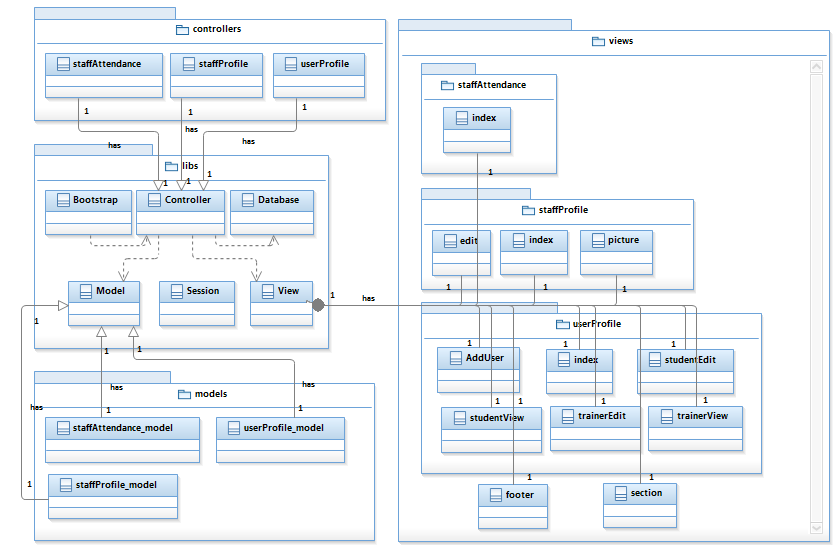 controllers
staffAttendance
staffProfile
userProfile
1
1
1
has
has
has
libs
1
1
1
Bootstrap
Controller
Database
Model
Session
View
1
has
1
1
1
has
has
models
has
1
1
staffAttendance_model
userProfile_model
staffProfile_model
1
views
staffAttendance
index
1
staffProfile
edit
index
picture
1
1
1
userProfile
1
1
1
AddUser
index
studentEdit
1
1
1
1
studentView
trainerEdit
trainerView
1
1
footer
section